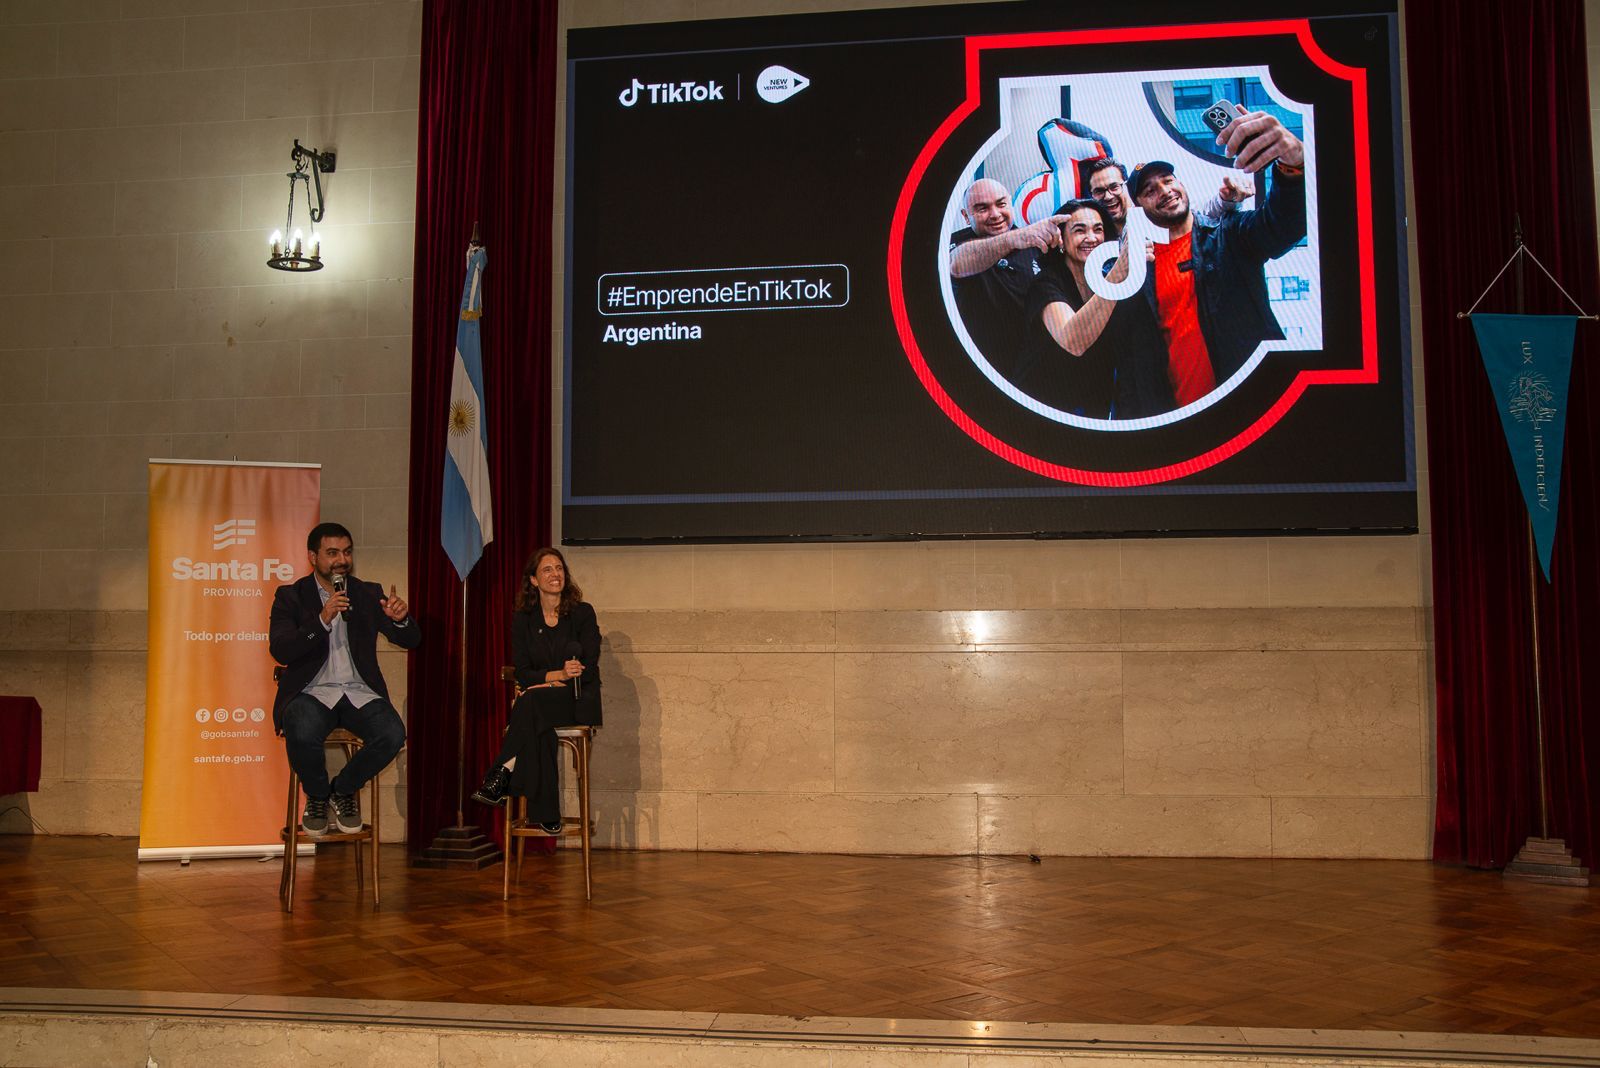 TikTok
NEW
VENTURES
#EmprendeEnTikTok
Argentina
Santa Fe
PROVINCIA
Todo por delan
@gobsantafe
santafe.gob.ar
LUX
INDEFICIENS